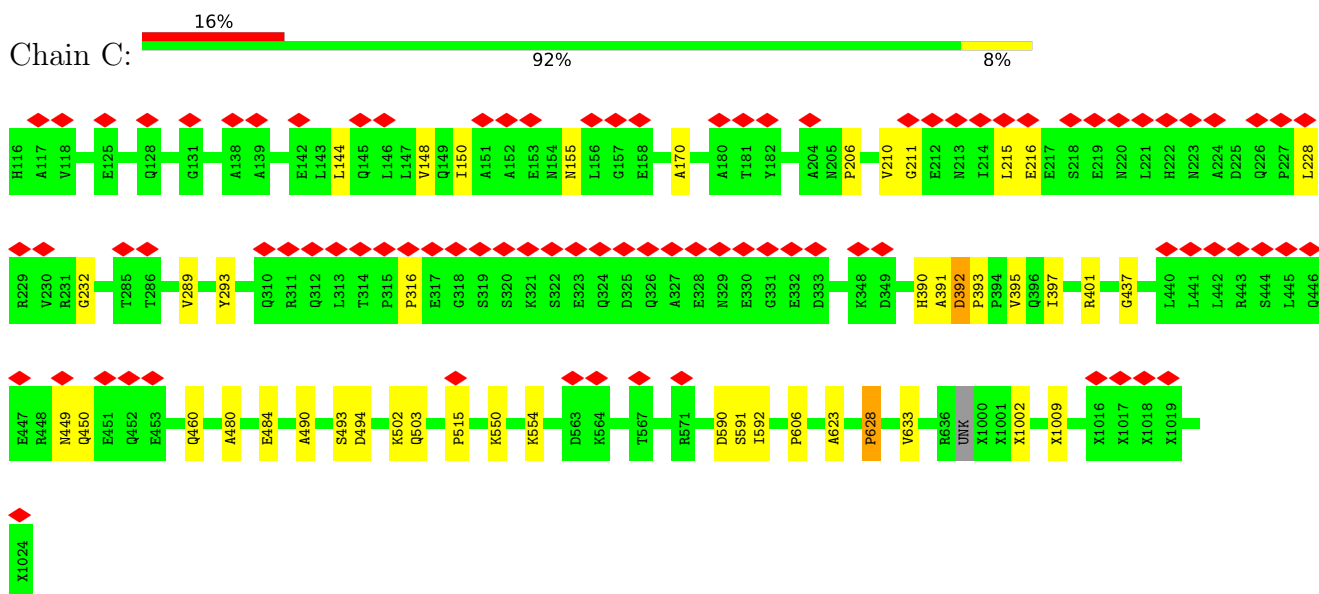 16%
Chain C:
92% 8%
H116 A117 V118 E125 Q128 G131 A138 A139 E142 L143 L144 Q145 L146 L147 V148 Q149 I150 A151 A152 E153 N154 N155 L156 G157 E158 A170 A180 T181 Y182 A204 N205 P206 V210 G211 E212 N213 I214 L215 E216 E217 S218 E219 N220 L221 H222 N223 A224 D225 Q226 P227 L228
R229 V230 R231 G232 T285 T286 V289 Y293 Q310 R311 Q312 L313 T314 P315 P316 E317 G318 S319 S320 K321 S322 E323 Q324 D325 Q326 A327 E328 N329 E330 G331 E332 D333 K348 D349 H390 A391 D392 P393 P394 V395 Q396 I397 R401 G437 L440 L441 L442 R443 S444 L445 Q446
E447 R448 N449 Q450 E451 Q452 E453 Q460 A480 E484 A490 S493 D494 K502 Q503 P515 K550 K554 D563 K564 T567 R571 D590 S591 I592 P606 A623 P628 V633 R636 UNK X1000 X1001 X1002 X1009 X1016 X1017 X1018 X1019
X1024